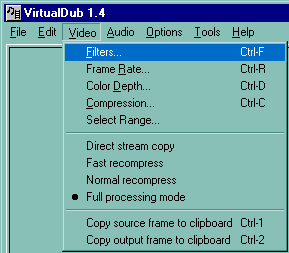 VirtualDub 1.4
File Edit Video Audio Options Tools Help
Filters... Ctrl-F
Frame Rate... Ctrl-R
Color Depth... Ctrl-D
Compression... Ctrl-C
Select Range...
Direct stream copy
Fast recompress
Normal recompress
Full processing mode
Copy source frame to clipboard Ctrl-1
Copy output frame to clipboard Ctrl-2